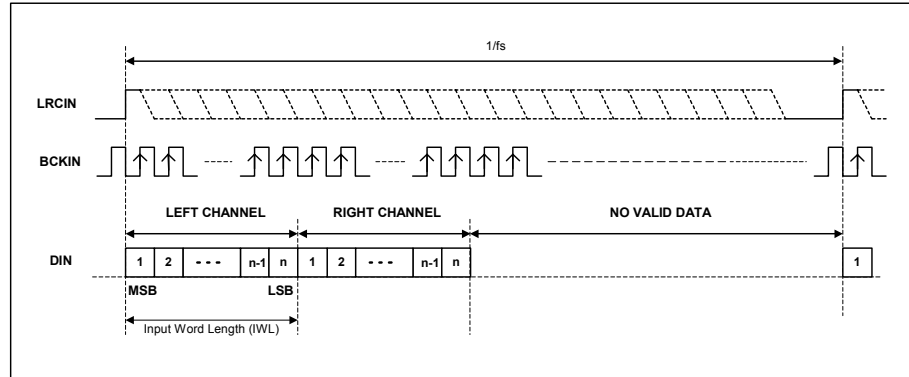 1/fs
LRCIN
BCKIN
LEFT CHANNEL RIGHT CHANNEL NO VALID DATA
DIN 1 2 n-1 n 1 2 n-1 n 1
MSB LSB
Input Word Length (IWL)